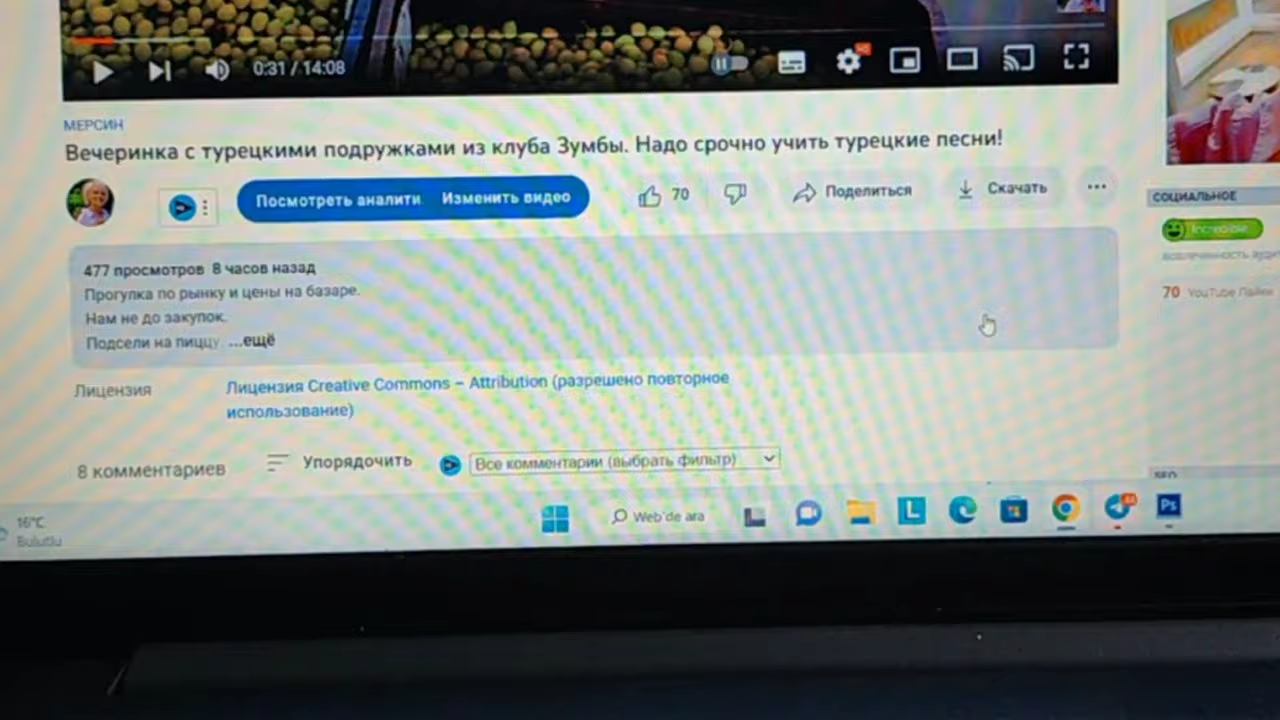 0:31 / 14:08
МЕРСИН
Вечеринка с турецкими подружками из клуба Зумбы. Надо срочно учить турецкие песни!
Посмотреть аналити Изменить видео
70
Поделиться
Скачать
477 просмотров 8 часов назад
Прогулка по рынку и цены на базаре.
Нам не до закупок.
Подсели на пиццу ...ещё
Лицензия
Лицензия Creative Commons – Attribution (разрешено повторное
использование)
8 комментариев
Упорядочить
Все комментарии (выбрать фильтр)
СОЦИАЛЬНОЕ
Incredible
70 YouTube Лайки
SEO
16°C
Bulutlu
Web'de ara
L
Ps